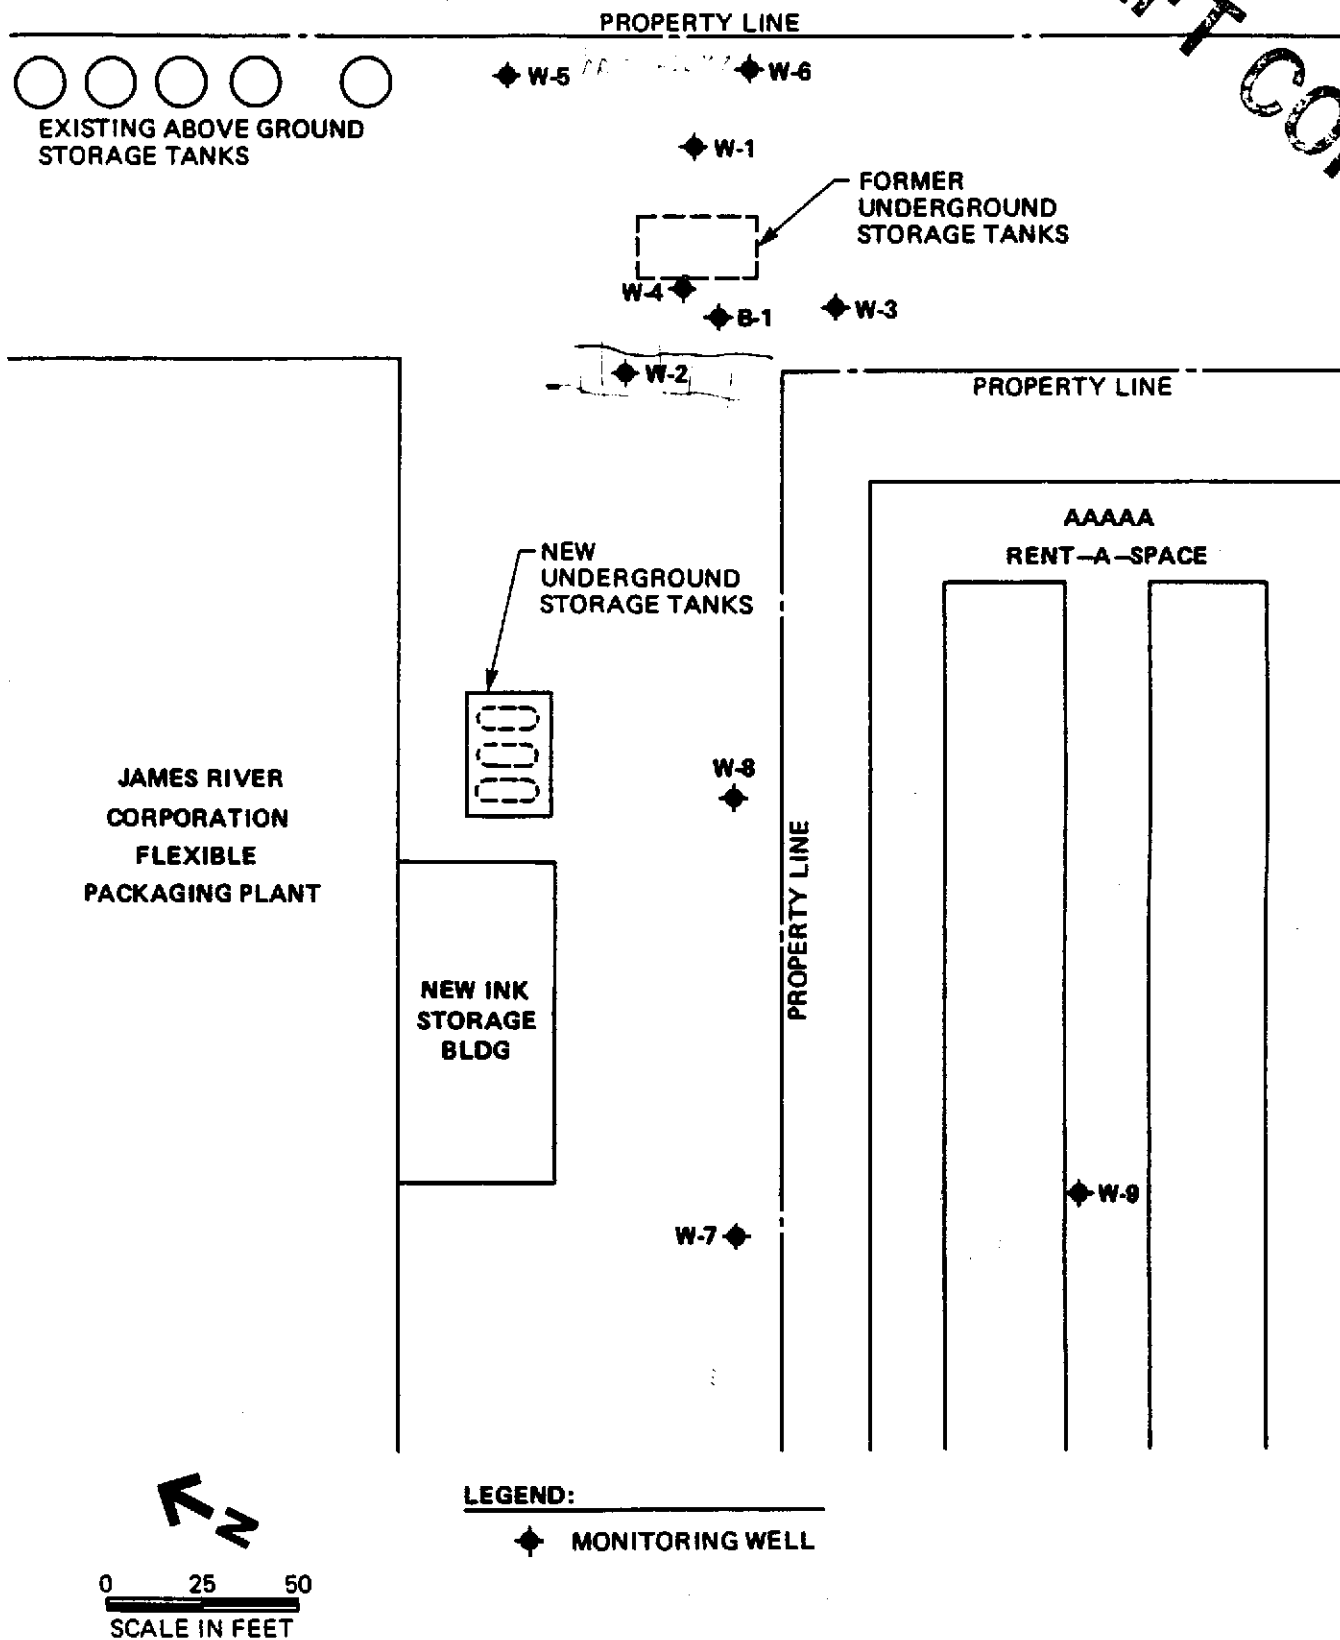 PROPERTY LINE
W-5
W-6
EXISTING ABOVE GROUND
STORAGE TANKS
W-1
FORMER
UNDERGROUND
STORAGE TANKS
W-4
B-1
W-3
W-2
PROPERTY LINE
AAAAA
RENT-A-SPACE
NEW
UNDERGROUND
STORAGE TANKS
W-8
JAMES RIVER
CORPORATION
FLEXIBLE
PACKAGING PLANT
PROPERTY LINE
NEW INK
STORAGE
BLDG
W-9
W-7
N
LEGEND:
MONITORING WELL
0 25 50
SCALE IN FEET